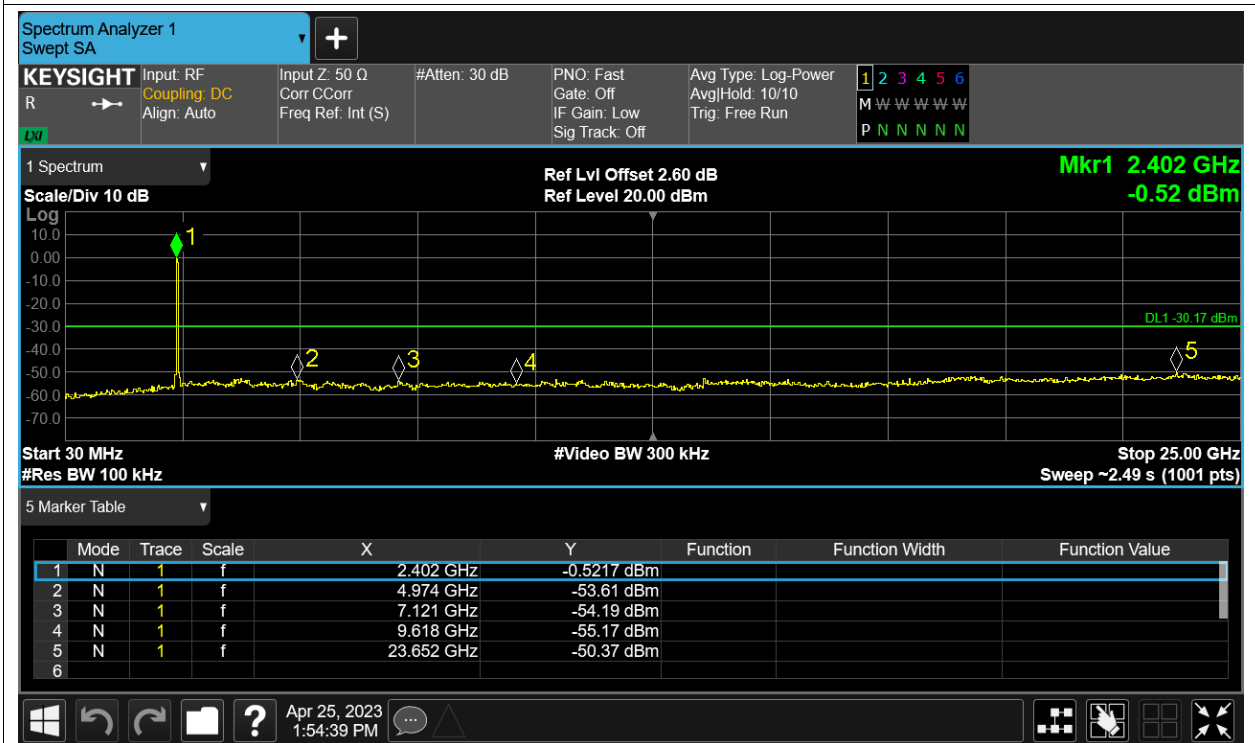 Spectrum Analyzer 1
Swept SA
KEYSIGHT Input: RF Input Z: 50 Ω #Atten: 30 dB PNO: Fast Avg Type: Log-Power 1 2 3 4 5 6
R Coupling: DC Corr CCorr Gate: Off Avg|Hold: 10/10 M W W W W W
Align: Auto Freq Ref: Int (S) IF Gain: Low Trig: Free Run
LXI Sig Track: Off P N N N N N
1 Spectrum Ref Lvl Offset 2.60 dB Mkr1 2.402 GHz
Scale/Div 10 dB Ref Level 20.00 dBm -0.52 dBm
Log
10.0 1
0.00
-10.0
-20.0
DL1 -30.17 dBm
-30.0
-40.0 2 3 4 5
-50.0
-60.0
-70.0
Start 30 MHz #Video BW 300 kHz Stop 25.00 GHz
#Res BW 100 kHz Sweep ~2.49 s (1001 pts)
5 Marker Table
Mode Trace Scale X Y Function Function Width Function Value
1 N 1 f 2.402 GHz -0.5217 dBm
2 N 1 f 4.974 GHz -53.61 dBm
3 N 1 f 7.121 GHz -54.19 dBm
4 N 1 f 9.618 GHz -55.17 dBm
5 N 1 f 23.652 GHz -50.37 dBm
6
? Apr 25, 2023
1:54:39 PM